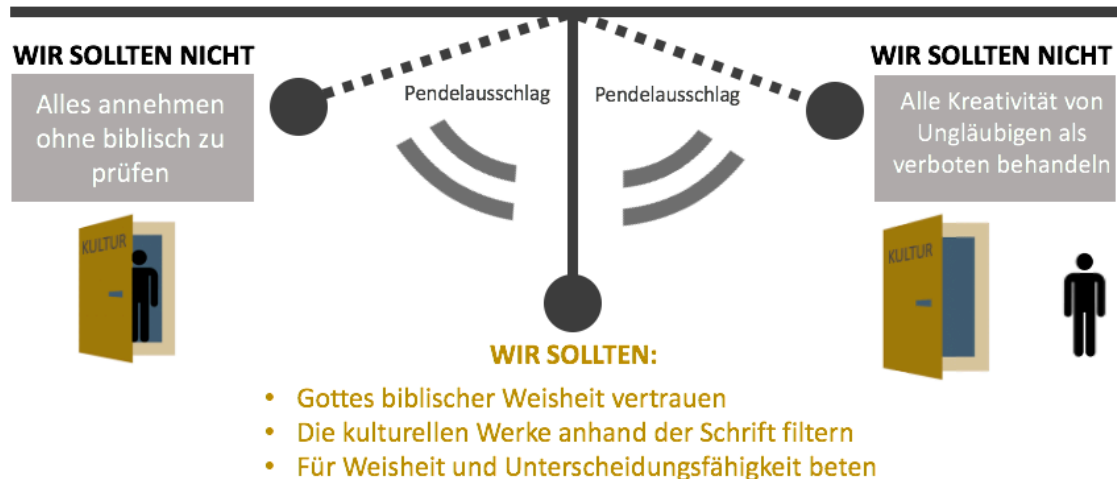 WIR SOLLTEN NICHT
Alles annehmen
ohne biblisch zu
prüfen
KULTUR
Pendelausschlag
Pendelausschlag
WIR SOLLTEN NICHT
Alle Kreativität von
Ungläubigen als
verboten behandeln
KULTUR
WIR SOLLTEN:
• Gottes biblischer Weisheit vertrauen
• Die kulturellen Werke anhand der Schrift filtern
• Für Weisheit und Unterscheidungsfähigkeit beten